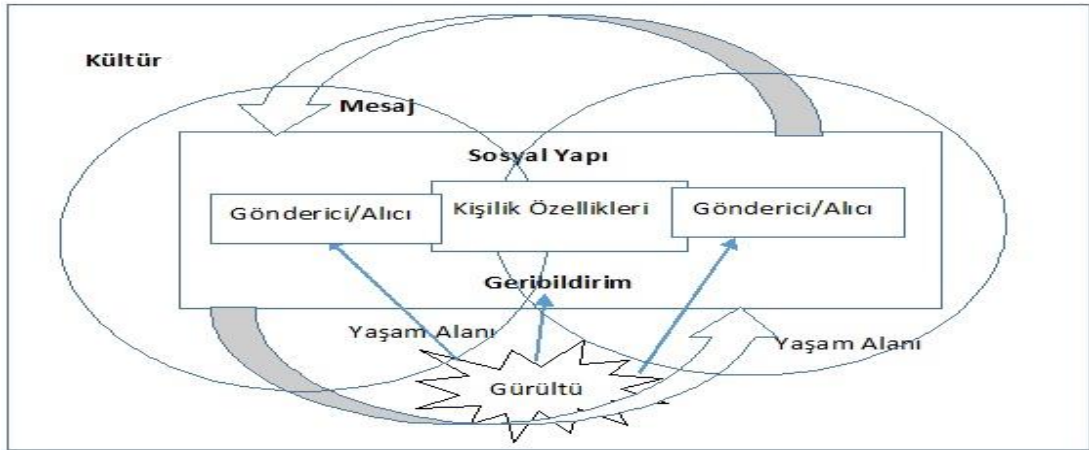 Kültür
Mesaj
Sosyal Yapı
Gönderici/Alıcı
Kişilik Özellikleri
Gönderici/Alıcı
Geribildirim
Yaşam Alanı
Yaşam Alanı
Gürültü